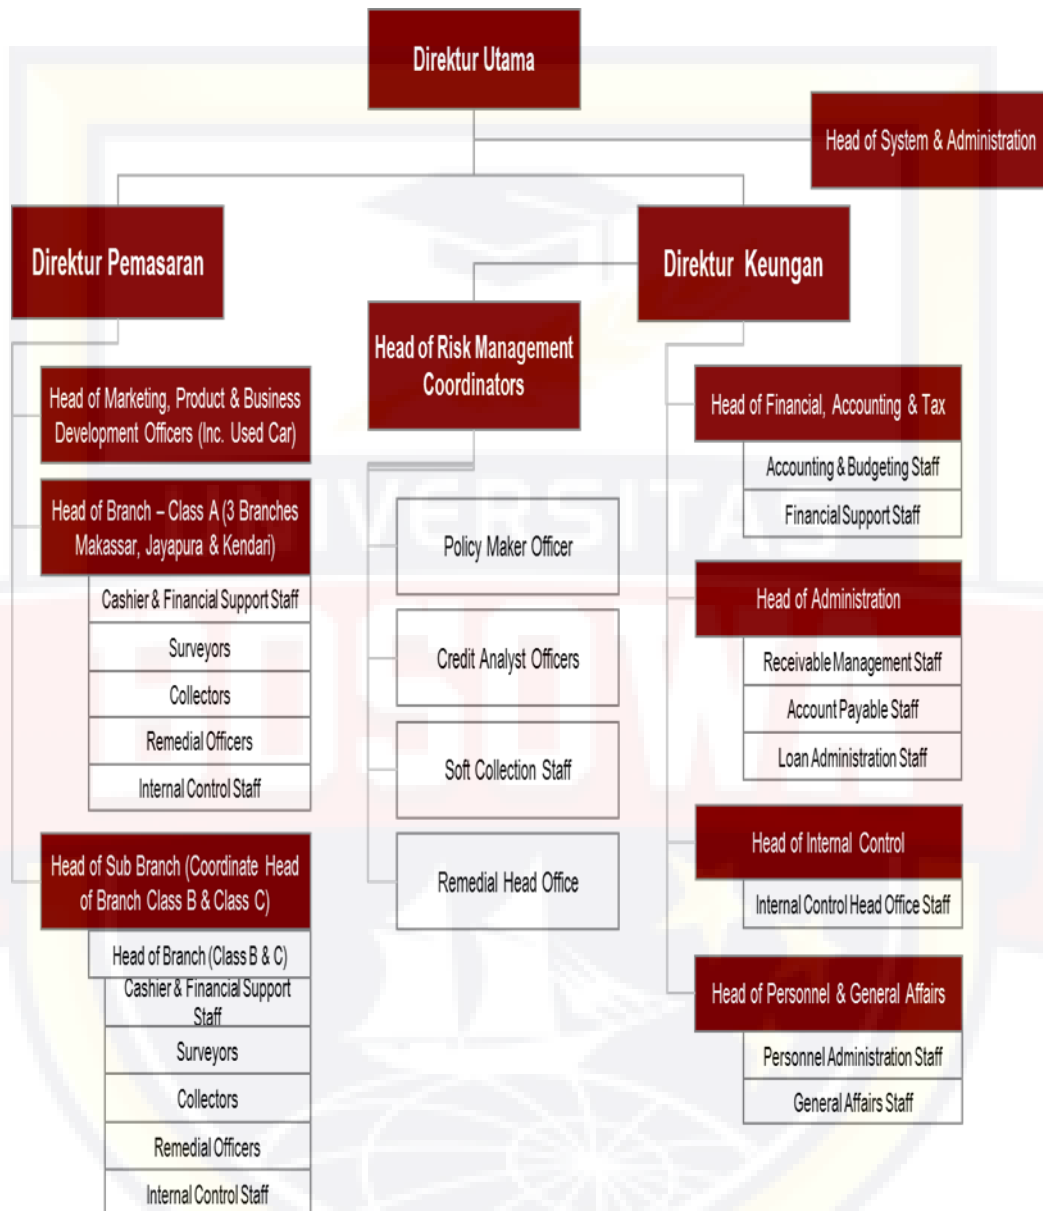 Direktur Utama
Head of System & Administration
Direktur Pemasaran
Direktur Keungan
Head of Risk Management
Coordinators
Head of Marketing, Product & Business
Development Officers (Inc. Used Car)
Head of Branch – Class A (3 Branches
Makassar, Jayapura & Kendari)
Cashier & Financial Support Staff
Surveyors
Collectors
Remedial Officers
Internal Control Staff
Head of Sub Branch (Coordinate Head
of Branch Class B & Class C)
Head of Branch (Class B & C)
Cashier & Financial Support
Staff
Surveyors
Collectors
Remedial Officers
Internal Control Staff
Policy Maker Officer
Credit Analyst Officers
Soft Collection Staff
Remedial Head Office
Head of Financial, Accounting & Tax
Accounting & Budgeting Staff
Financial Support Staff
Head of Administration
Receivable Management Staff
Account Payable Staff
Loan Administration Staff
Head of Internal Control
Internal Control Head Office Staff
Head of Personnel & General Affairs
Personnel Administration Staff
General Affairs Staff
UNIVERSITAS
BOSOWA